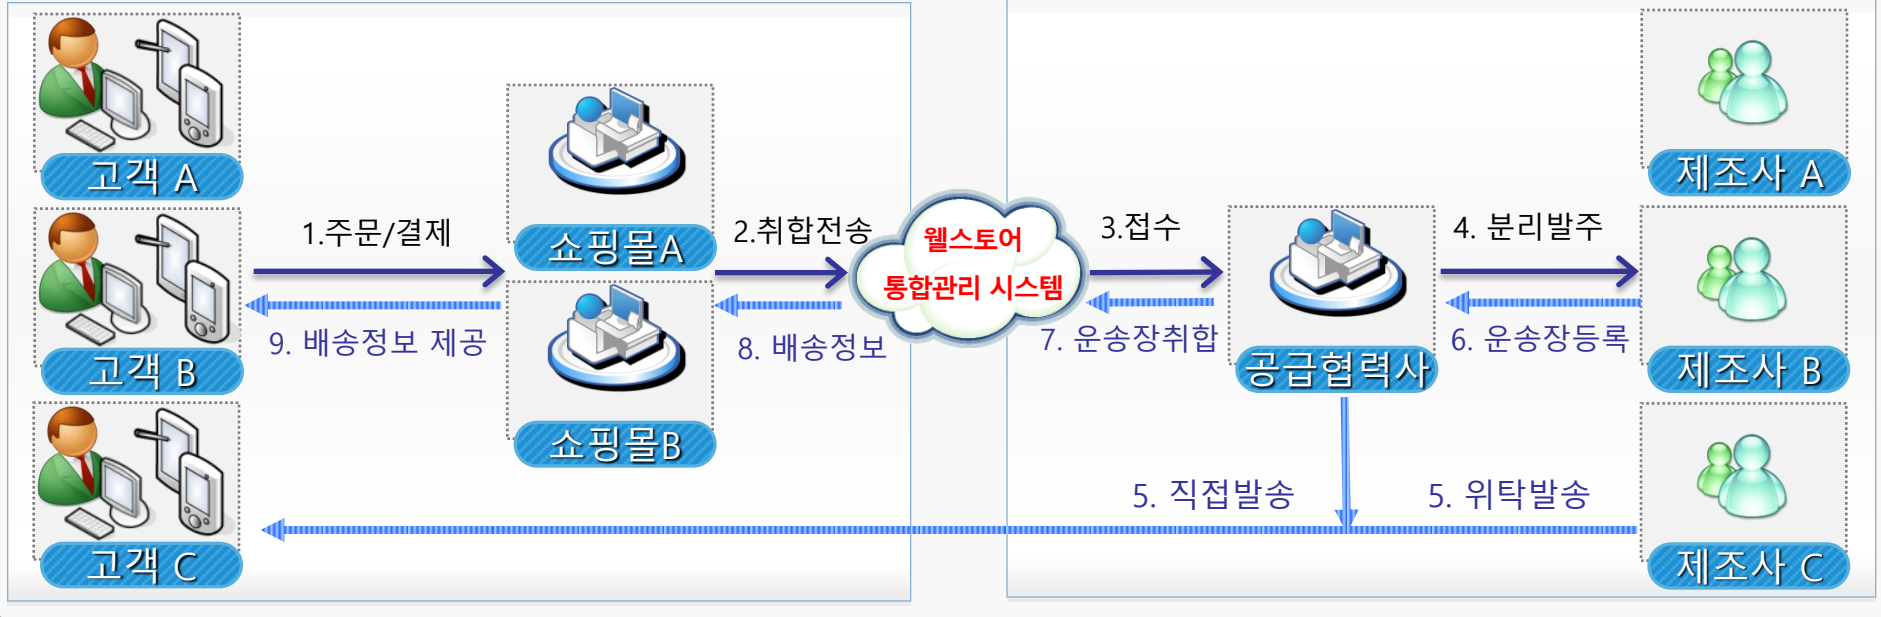 고객 A
고객 B
고객 C
1.주문/결제
9. 배송정보 제공
쇼핑몰A
쇼핑몰B
2.취합전송
8. 배송정보
웰스토어
통합관리 시스템
3.접수
7. 운송장취합
공급협력사
4. 분리발주
6. 운송장등록
5. 직접발송
5. 위탁발송
제조사 A
제조사 B
제조사 C